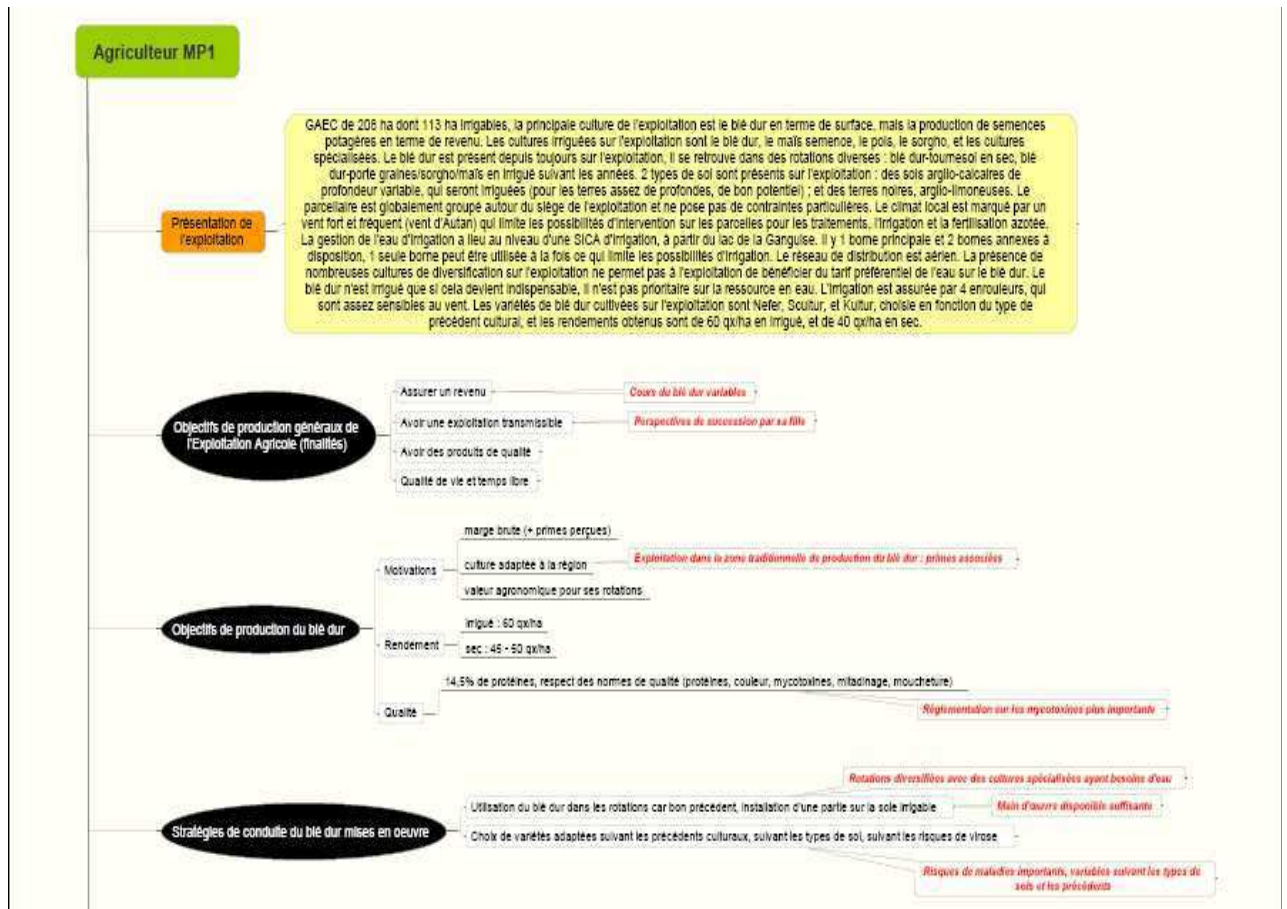 Agriculteur MP1
GAEC de 206 ha dont 113 ha irrigables, la principale culture de l'exploitation est le blé dur en terme de surface, mais la production de semences
potagères en terme de revenu. Les cultures irriguées sur l'exploitation sont le blé dur, le maïs semence, le pois, le sorgho, et les cultures
spécialisées. Le blé dur est présent depuis toujours sur l'exploitation, il se retrouve dans des rotations diverses : blé dur-tournesol en sec, blé
dur-porte graines/sorgho/maïs en irrigué suivant les années. 2 types de sol sont présents sur l'exploitation : des sols argilo-calcaires de
profondeur variable, qui seront irriguées (pour les terres assez de profondes, de bon potentiel) ; et des terres noires, argilo-limoneuses. Le
parcellaire est globalement groupé autour du siège de l'exploitation et ne pose pas de contraintes particulières. Le climat local est marqué par un
vent fort et fréquent (vent d'Autan) qui limite les possibilités d'intervention sur les parcelles pour les traitements, l'irrigation et la fertilisation azotée.
La gestion de l'eau d'irrigation a lieu au niveau d'une SICA d'irrigation, à partir du lac de la Ganguise. Il y 1 borne principale et 2 bornes annexes à
disposition, 1 seule borne peut être utilisée à la fois ce qui limite les possibilités d'irrigation. Le réseau de distribution est aérien. La présence de
nombreuses cultures de diversification sur l'exploitation ne permet pas à l'exploitation de bénéficier du tarif préférentiel de l'eau sur le blé dur. Le
blé dur n'est irrigué que si cela devient indispensable, il n'est pas prioritaire sur la ressource en eau. L'irrigation est assurée par 4 enrouleurs, qui
sont assez sensibles au vent. Les variétés de blé dur cultivées sur l'exploitation sont Nefer, Scultur, et Kultur, choisie en fonction du type de
précédent cultural, et les rendements obtenus sont de 60 qx/ha en irrigué, et de 40 qx/ha en sec.
Présentation de
l'exploitation
Objectifs de production généraux de
l'Exploitation Agricole (finalités)
Assurer un revenu
Cours du blé dur variables
Avoir une exploitation transmissible
Perspectives de succession par sa fille
Avoir des produits de qualité
Qualité de vie et temps libre
Objectifs de production du blé dur
Motivations
marge brute (+ primes perçues)
culture adaptée à la région
Exploitation dans la zone traditionnelle de production du blé dur : primes associées
valeur agronomique pour ses rotations
Rendement
irrigué : 60 qx/ha
sec : 45 - 50 qx/ha
Qualité
14,5% de protéines, respect des normes de qualité (protéines, couleur, mycotoxines, mitadinage, moucheture)
Réglementation sur les mycotoxines plus importante
Stratégies de conduite du blé dur mises en oeuvre
Rotations diversifiées avec des cultures spécialisées ayant besoins d'eau
Utilisation du blé dur dans les rotations car bon précédent, installation d'une partie sur la sole irrigable
Main d'œuvre disponible suffisante
Choix de variétés adaptées suivant les précédents culturaux, suivant les types de sol, suivant les risques de virose
Risques de maladies importants, variables suivant les types de
sols et les précédents